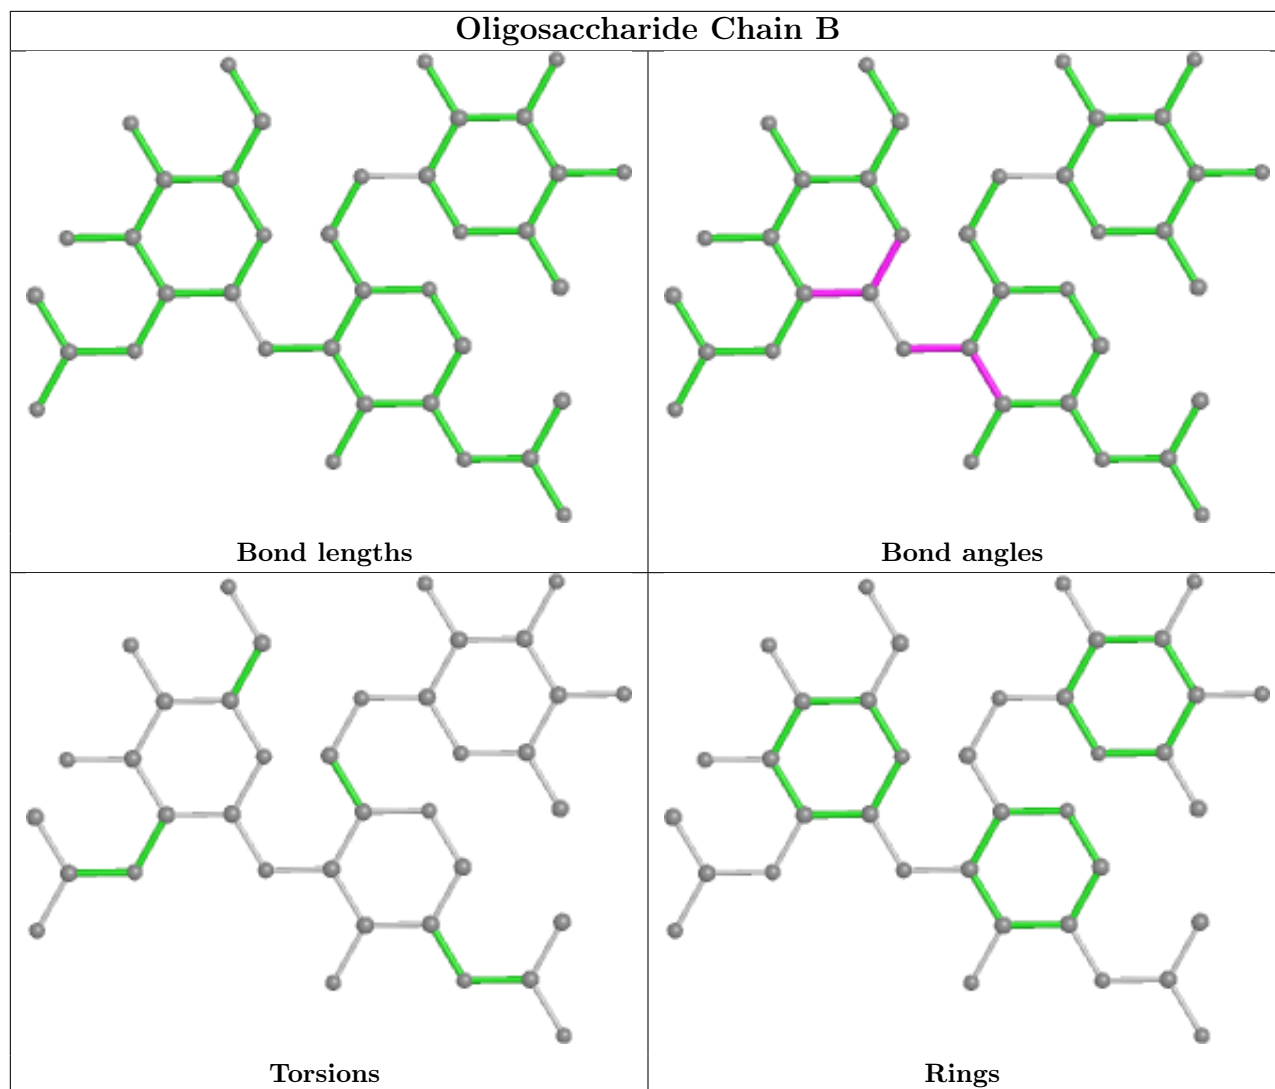 Oligosaccharide Chain B
Bond lengths
Bond angles
Torsions
Rings